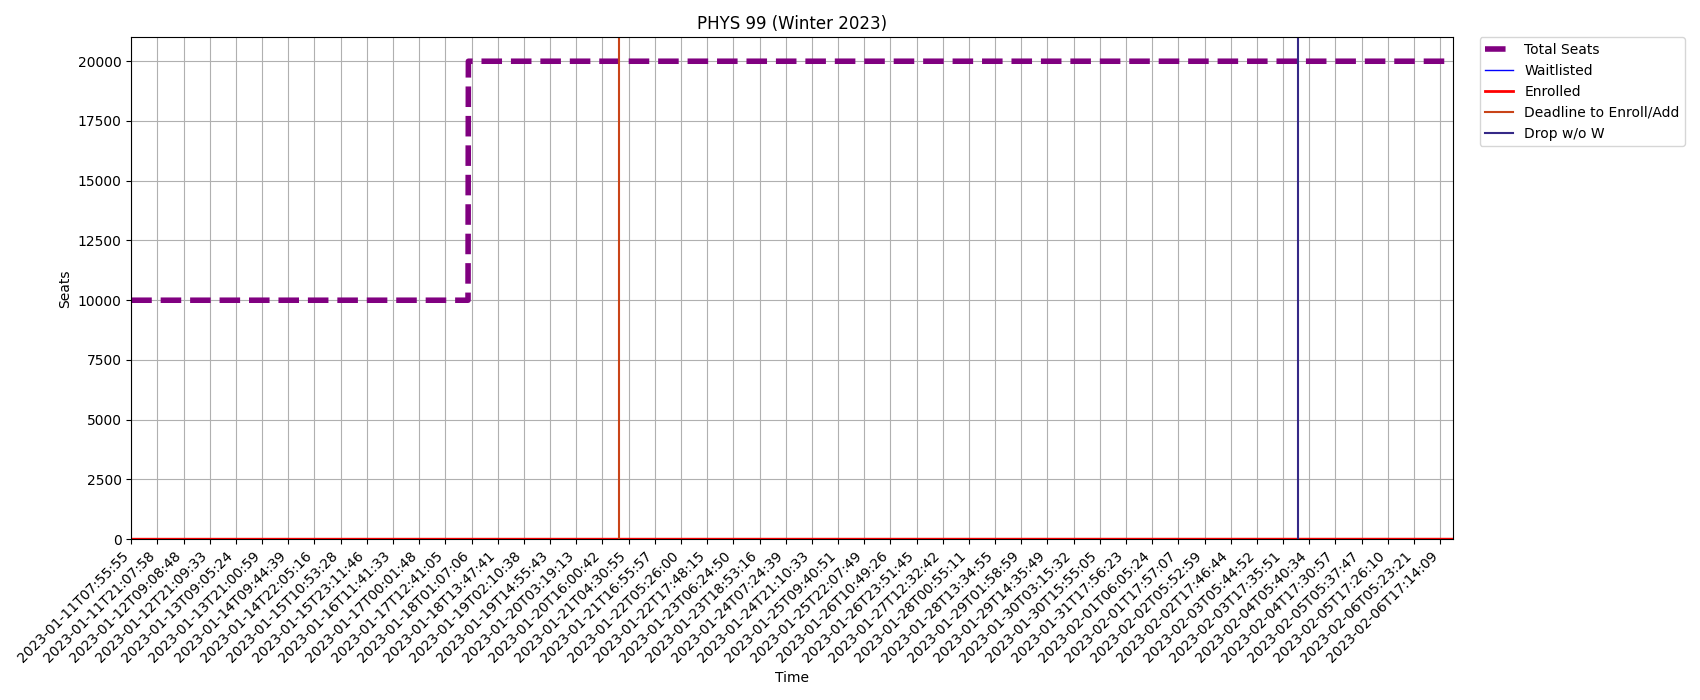 PHYS 99 (Winter 2023)
Total Seats
Waitlisted
Enrolled
Deadline to Enroll/Add
Drop w/o W
Seats
20000
17500
15000
12500
10000
7500
5000
2500
0
2023-01-11T07:55:55
2023-01-11T21:07:58
2023-01-12T09:08:48
2023-01-12T21:09:33
2023-01-13T09:05:24
2023-01-13T21:00:59
2023-01-14T09:44:39
2023-01-14T22:05:16
2023-01-15T10:53:28
2023-01-15T23:11:46
2023-01-16T11:41:33
2023-01-17T00:01:48
2023-01-17T12:41:05
2023-01-18T01:07:06
2023-01-18T13:47:41
2023-01-19T02:10:38
2023-01-19T14:55:43
2023-01-20T03:19:13
2023-01-20T16:00:42
2023-01-21T04:30:55
2023-01-21T16:55:57
2023-01-22T05:26:00
2023-01-22T17:48:15
2023-01-23T06:24:50
2023-01-23T18:53:16
2023-01-24T07:24:39
2023-01-24T21:10:33
2023-01-25T09:40:51
2023-01-25T22:07:49
2023-01-26T10:49:26
2023-01-26T23:51:45
2023-01-27T12:32:42
2023-01-28T00:55:11
2023-01-28T13:34:55
2023-01-29T01:58:59
2023-01-29T14:35:49
2023-01-30T03:15:32
2023-01-30T15:55:05
2023-01-31T17:56:23
2023-02-01T06:05:24
2023-02-01T17:57:07
2023-02-02T05:52:59
2023-02-02T17:46:44
2023-02-03T05:44:52
2023-02-03T17:35:51
2023-02-04T05:40:34
2023-02-04T17:30:57
2023-02-05T05:37:47
2023-02-05T17:26:10
2023-02-06T05:23:21
2023-02-06T17:14:09
Time